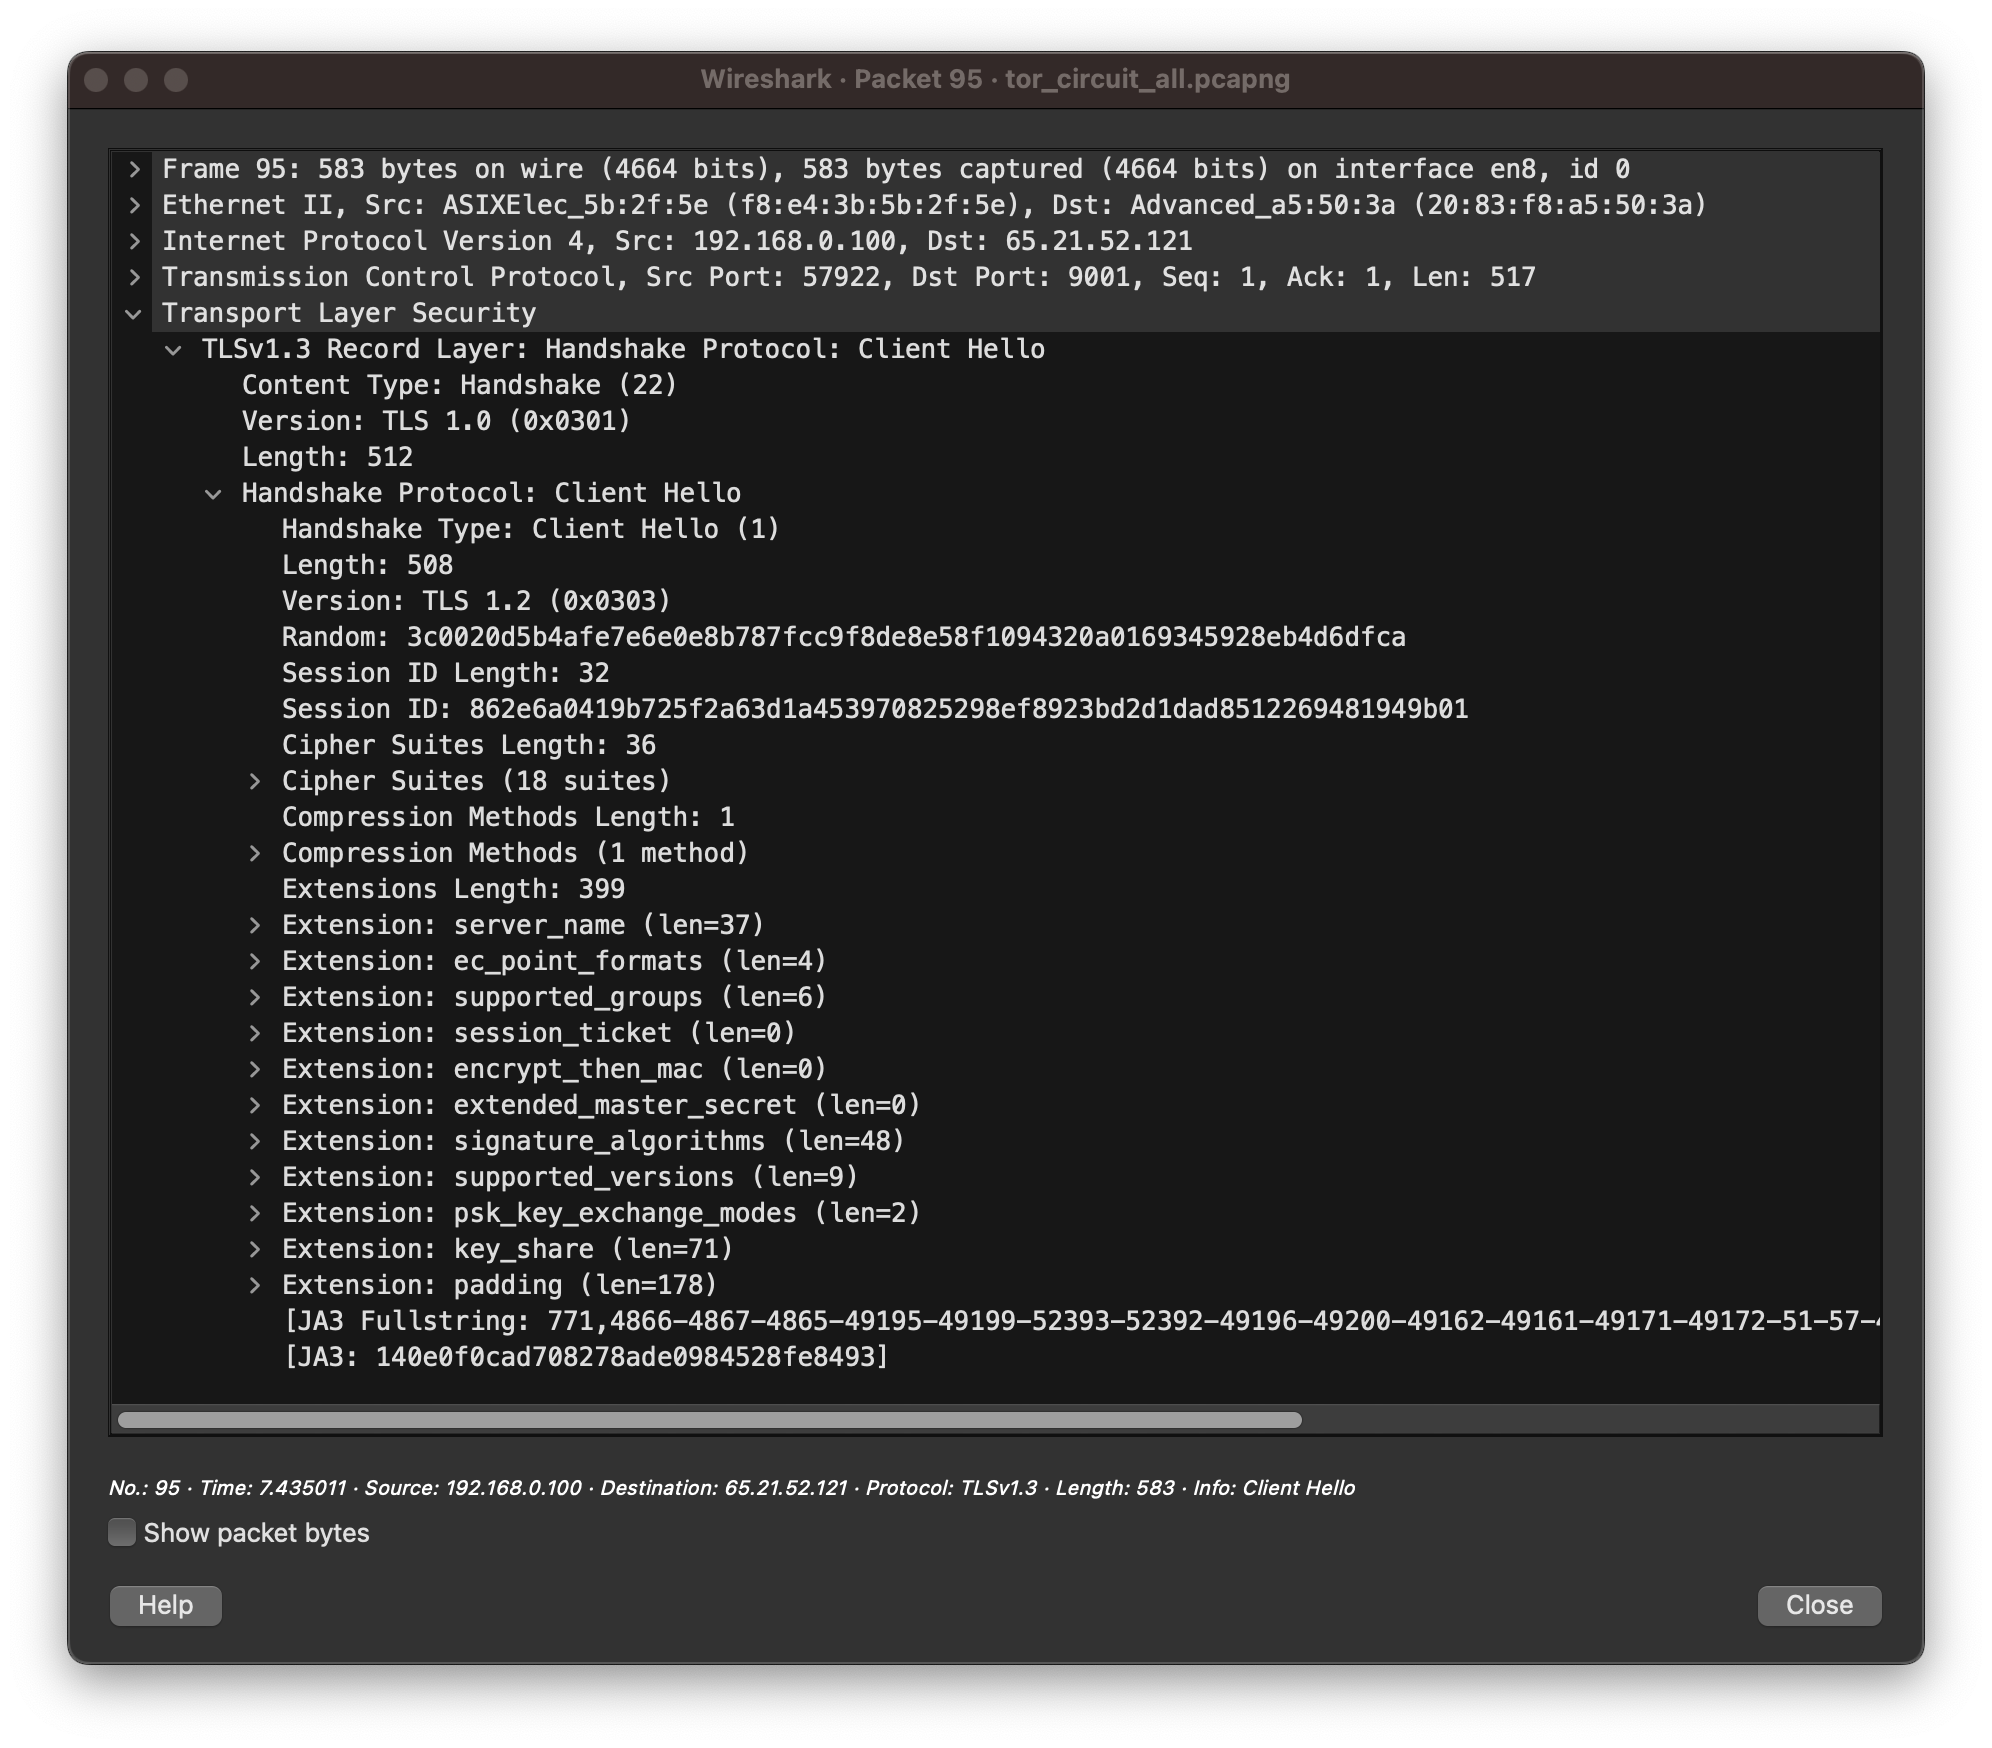 Wireshark · Packet 95 · tor_circuit_all.pcapng
Frame 95: 583 bytes on wire (4664 bits), 583 bytes captured (4664 bits) on interface en8, id 0
Ethernet II, Src: ASIXElec_5b:2f:5e (f8:e4:3b:5b:2f:5e), Dst: Advanced_a5:50:3a (20:83:f8:a5:50:3a)
Internet Protocol Version 4, Src: 192.168.0.100, Dst: 65.21.52.121
Transmission Control Protocol, Src Port: 57922, Dst Port: 9001, Seq: 1, Ack: 1, Len: 517
Transport Layer Security
TLSv1.3 Record Layer: Handshake Protocol: Client Hello
Content Type: Handshake (22)
Version: TLS 1.0 (0x0301)
Length: 512
Handshake Protocol: Client Hello
Handshake Type: Client Hello (1)
Length: 508
Version: TLS 1.2 (0x0303)
Random: 3c0020d5b4afe7e6e0e8b787fcc9f8de8e58f1094320a0169345928eb4d6dfca
Session ID Length: 32
Session ID: 862e6a0419b725f2a63d1a453970825298ef8923bd2d1dad8512269481949b01
Cipher Suites Length: 36
Cipher Suites (18 suites)
Compression Methods Length: 1
Compression Methods (1 method)
Extensions Length: 399
Extension: server_name (len=37)
Extension: ec_point_formats (len=4)
Extension: supported_groups (len=6)
Extension: session_ticket (len=0)
Extension: encrypt_then_mac (len=0)
Extension: extended_master_secret (len=0)
Extension: signature_algorithms (len=48)
Extension: supported_versions (len=9)
Extension: psk_key_exchange_modes (len=2)
Extension: key_share (len=71)
Extension: padding (len=178)
[JA3 Fullstring: 771,4866-4867-4865-49195-49199-52393-52392-49196-49200-49162-49161-49171-49172-51-57-
[JA3: 140e0f0cad708278ade0984528fe8493]
No.: 95 · Time: 7.435011 · Source: 192.168.0.100 · Destination: 65.21.52.121 · Protocol: TLSv1.3 · Length: 583 · Info: Client Hello
Show packet bytes
Help
Close